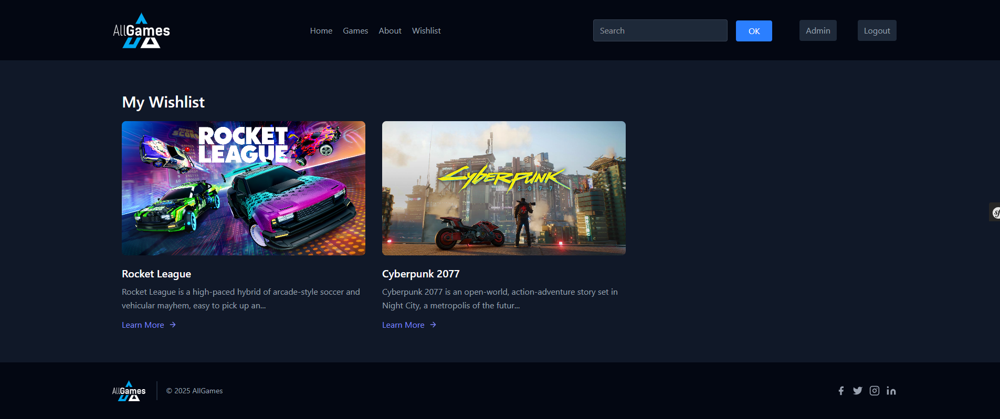 AllGames
Home Games About Wishlist
Search
OK
Admin
Logout
My Wishlist
HIGH
SCORE
ROCKET
LEAGUE
Cyberpunk
2077
Rocket League
Rocket League is a high-paced hybrid of arcade-style soccer and
vehicular mayhem, easy to pick up an...
Learn More
Cyberpunk 2077
Cyberpunk 2077 is an open-world, action-adventure story set in
Night City, a metropolis of the futur...
Learn More
sf
AllGames
© 2025 AllGames